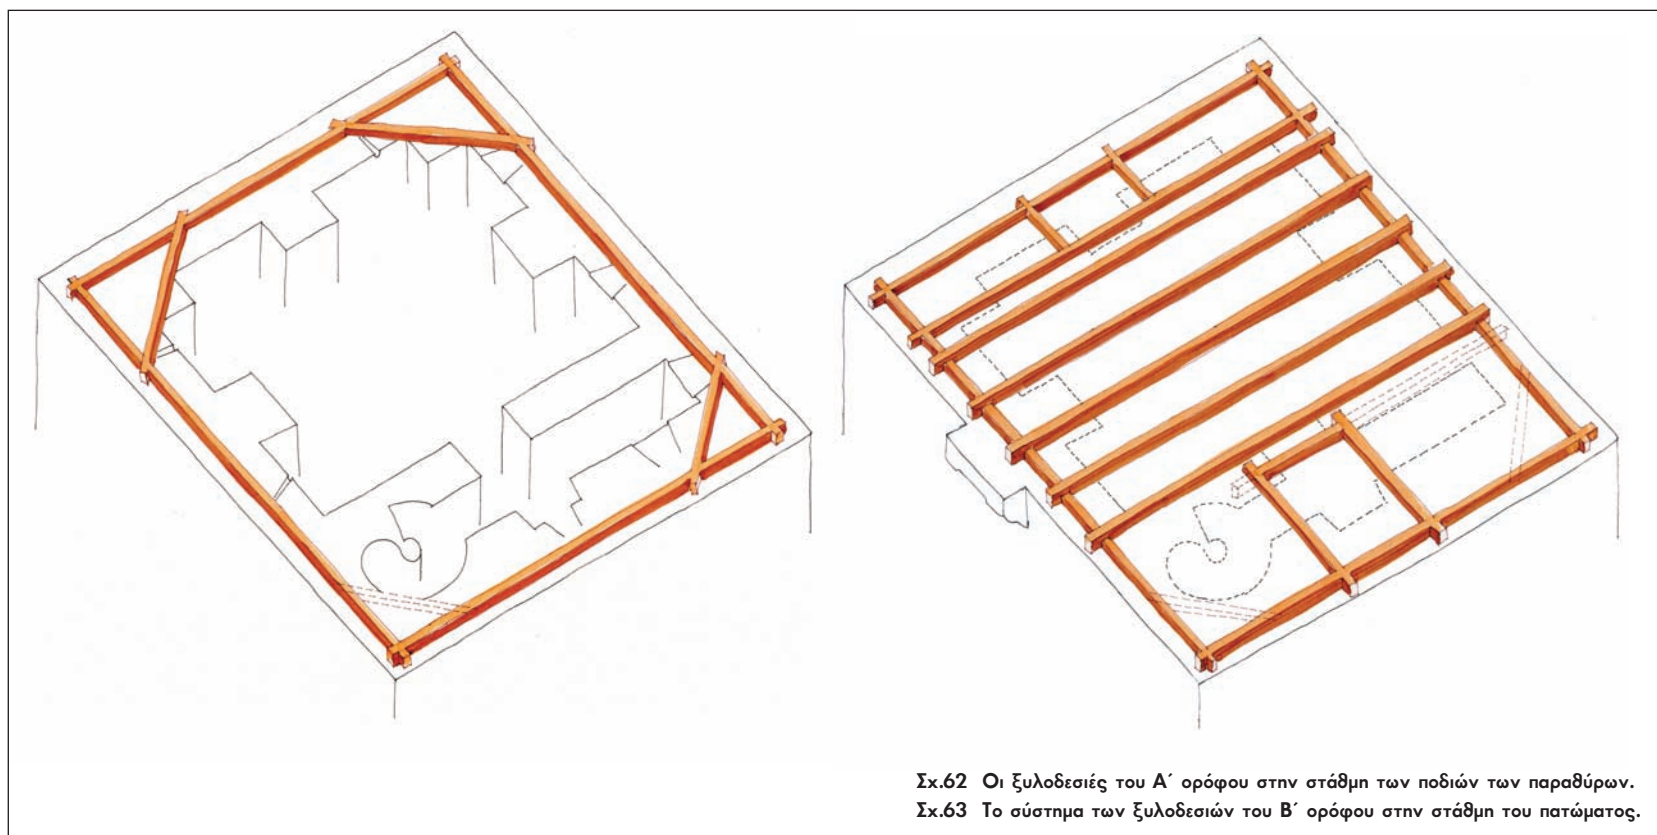 Σχ.62 Οι ξυλοδεσιές του Α΄ ορόφου στην στάθμη των ποδιών των παραθύρων.
Σχ.63 Το σύστημα των ξυλοδεσιών του Β΄ ορόφου στην στάθμη του πατώματος.